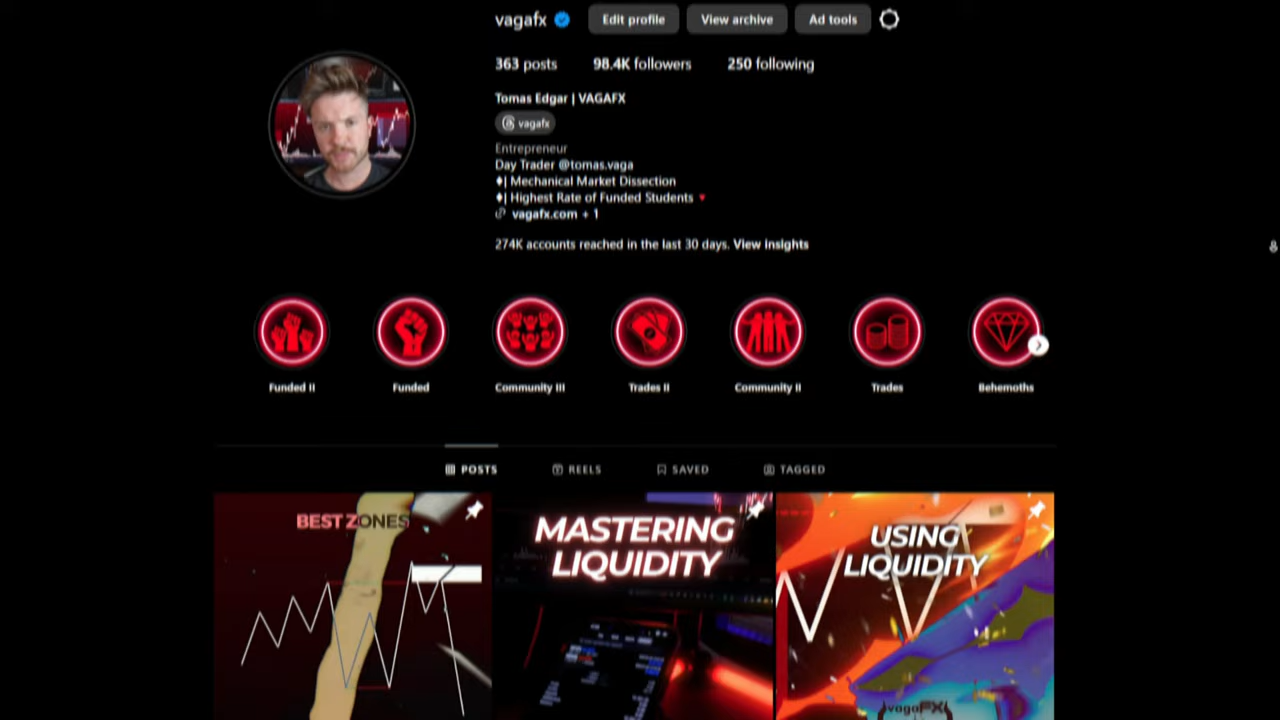 vagafx
Edit profile
View archive
Ad tools
363 posts
98.4K followers
250 following
Tomas Edgar | VAGAFX
vagafx
Entrepreneur
Day Trader @tomas.vaga
♦| Mechanical Market Dissection
♦| Highest Rate of Funded Students 🔻
vagafx.com + 1
274K accounts reached in the last 30 days. View insights
Funded II
Funded
Community III
Trades II
Community II
Trades
Behemoths
POSTS
REELS
SAVED
TAGGED
BEST ZONES
MASTERING
LIQUIDITY
USING
LIQUIDITY
vagaFX